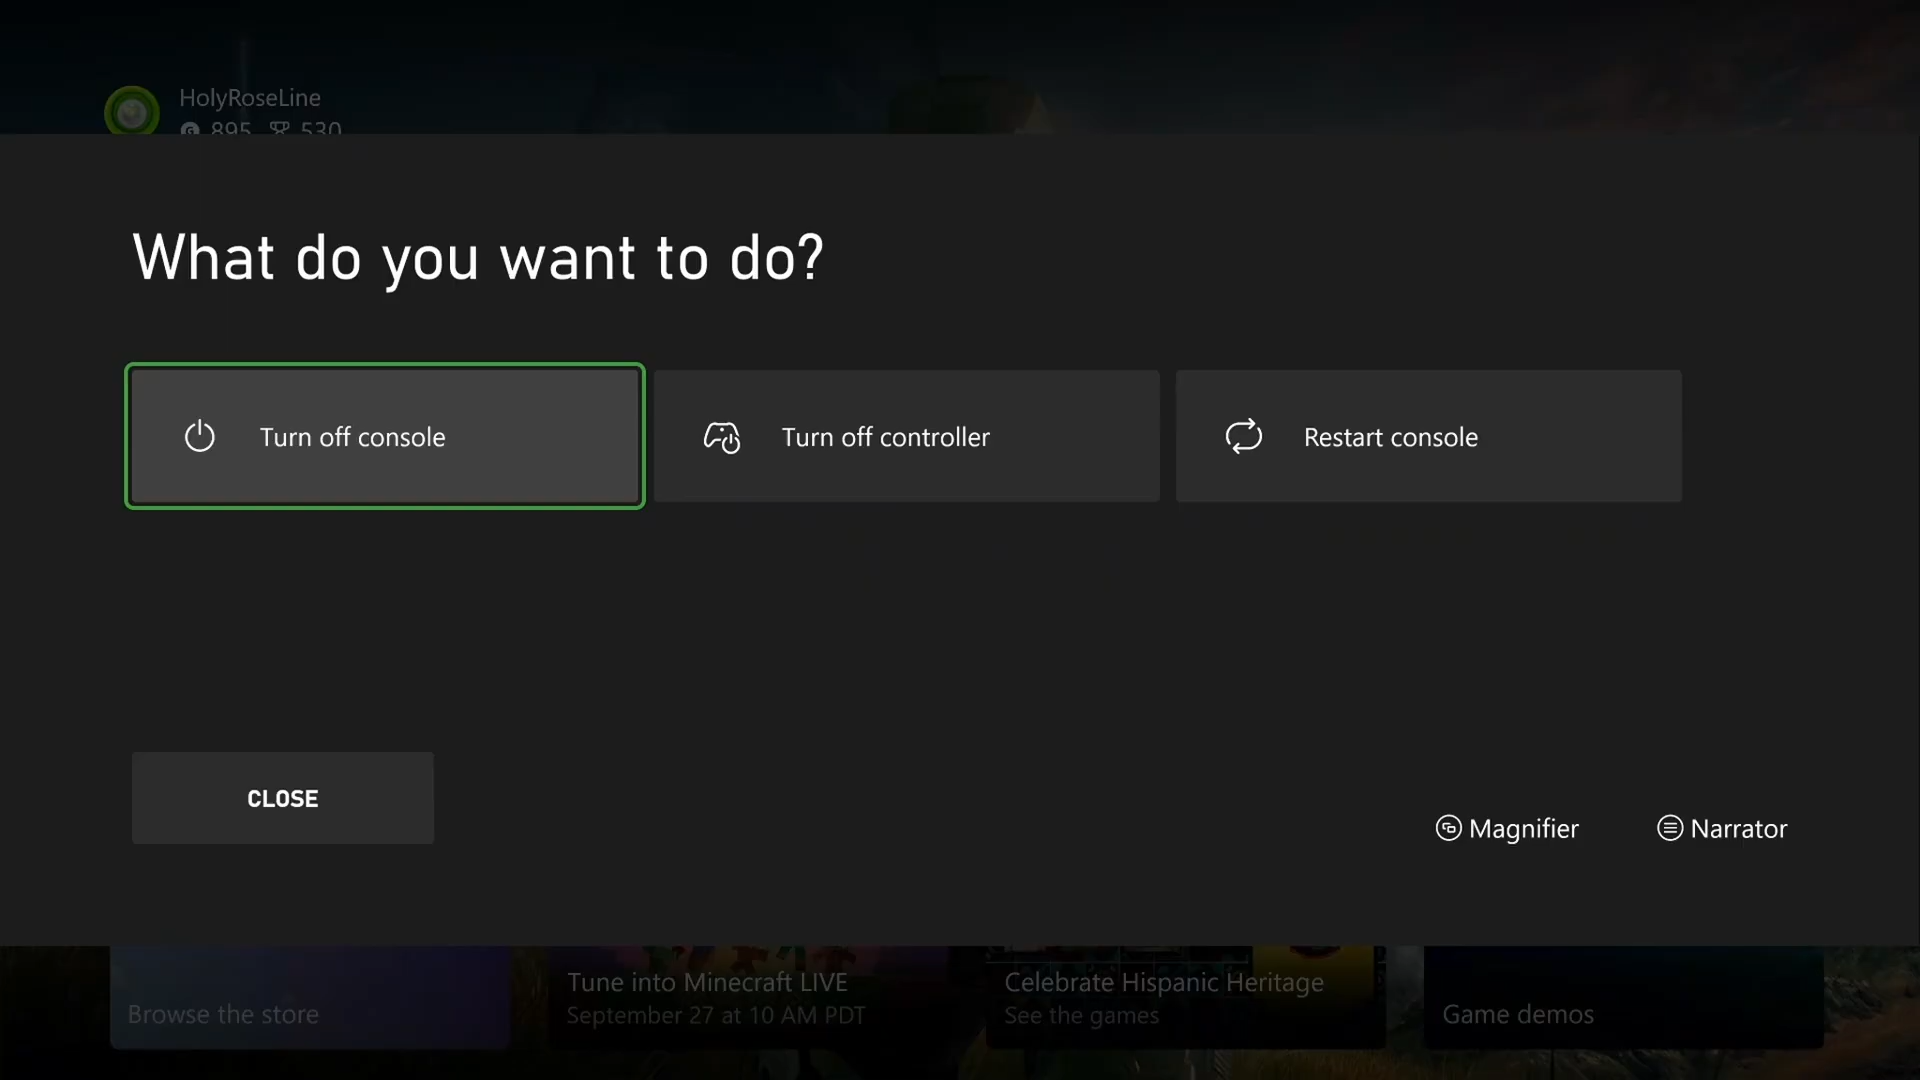 HolyRoseLine
895 530
What do you want to do?
Turn off console
Turn off controller
Restart console
CLOSE
Magnifier
Narrator
Browse the store
Tune into Minecraft LIVE
September 27 at 10 AM PDT
Celebrate Hispanic Heritage
See the games
Game demos